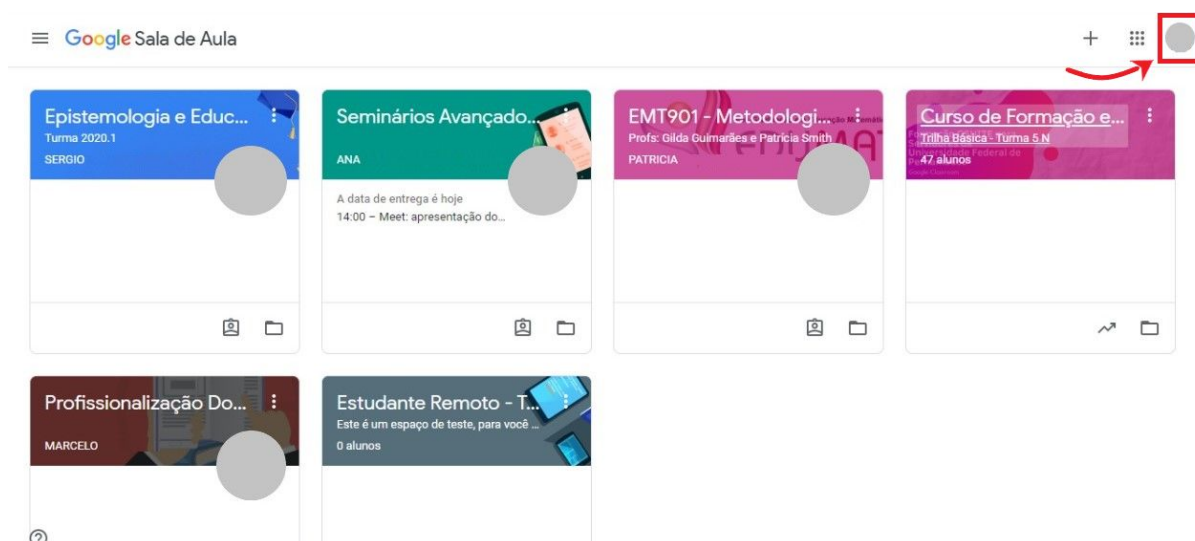 Google Sala de Aula
Epistemologia e Educ...
Turma 2020.1
SERGIO
Seminários Avançado...
ANA
A data de entrega é hoje
14:00 – Meet: apresentação do...
EMT901 - Metodologi...
Profs: Gilda Guimarães e Patricia Smith
PATRICIA
Curso de Formação e...
Trilha Básica - Turma 5 N
47 alunos
Profissionalização Do...
MARCELO
Estudante Remoto - T...
Este é um espaço de teste, para você ...
0 alunos